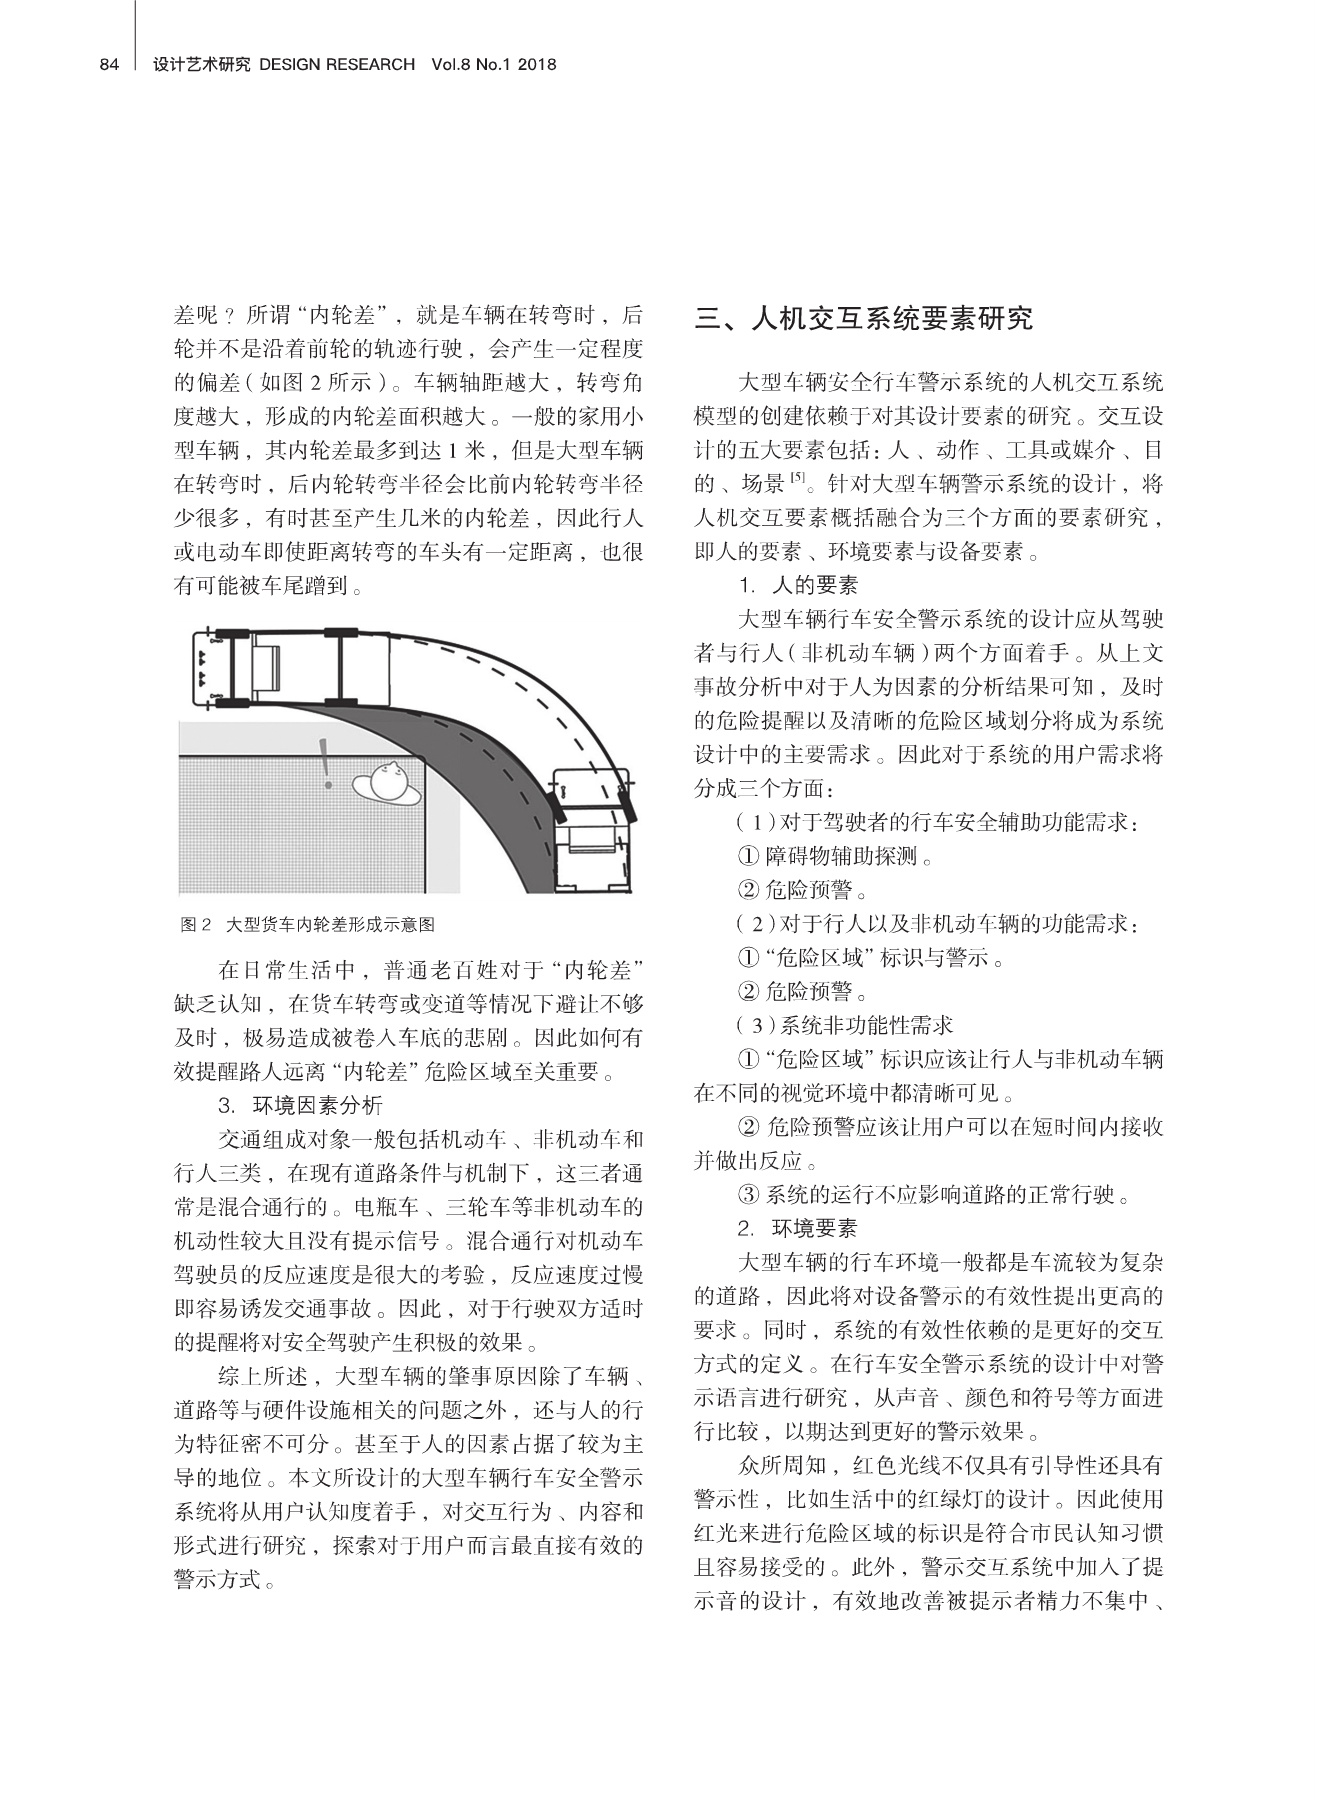 84 设计艺术研究 DESIGN RESEARCH Vol.8 No.1 2018
差呢？所谓“内轮差”，就是车辆在转弯时，后
轮并不是沿着前轮的轨迹行驶，会产生一定程度
的偏差（如图 2 所示）。车辆轴距越大，转弯角
度越大，形成的内轮差面积越大。一般的家用小
型车辆，其内轮差最多到达 1 米，但是大型车辆
在转弯时，后内轮转弯半径会比前内轮转弯半径
少很多，有时甚至产生几米的内轮差，因此行人
或电动车即使距离转弯的车头有一定距离，也很
有可能被车尾蹭到。
!
图 2 大型货车内轮差形成示意图
在日常生活中，普通老百姓对于“内轮差”
缺乏认知，在货车转弯或变道等情况下避让不够
及时，极易造成被卷入车底的悲剧。因此如何有
效提醒路人远离“内轮差”危险区域至关重要。
3. 环境因素分析
交通组成对象一般包括机动车、非机动车和
行人三类，在现有道路条件与机制下，这三者通
常是混合通行的。电瓶车、三轮车等非机动车的
机动性较大且没有提示信号。混合通行对机动车
驾驶员的反应速度是很大的考验，反应速度过慢
即容易诱发交通事故。因此，对于行驶双方适时
的提醒将对安全驾驶产生积极的效果。
综上所述，大型车辆的肇事原因除了车辆、
道路等与硬件设施相关的问题之外，还与人的行
为特征密不可分。甚至于人的因素占据了较为主
导的地位。本文所设计的大型车辆行车安全警示
系统将从用户认知度着手，对交互行为、内容和
形式进行研究，探索对于用户而言最直接有效的
警示方式。
三、人机交互系统要素研究
大型车辆安全行车警示系统的人机交互系统
模型的创建依赖于对其设计要素的研究。交互设
计的五大要素包括：人、动作、工具或媒介、目
的、场景[5]。针对大型车辆警示系统的设计，将
人机交互要素概括融合为三个方面的要素研究，
即人的要素、环境要素与设备要素。
1. 人的要素
大型车辆行车安全警示系统的设计应从驾驶
者与行人（非机动车辆）两个方面着手。从上文
事故分析中对于人为因素的分析结果可知，及时
的危险提醒以及清晰的危险区域划分将成为系统
设计中的主要需求。因此对于系统的用户需求将
分成三个方面：
（1）对于驾驶者的行车安全辅助功能需求：
① 障碍物辅助探测。
② 危险预警。
（2）对于行人以及非机动车辆的功能需求：
①“危险区域”标识与警示。
② 危险预警。
（3）系统非功能性需求
①“危险区域”标识应该让行人与非机动车辆
在不同的视觉环境中都清晰可见。
② 危险预警应该让用户可以在短时间内接收
并做出反应。
③ 系统的运行不应影响道路的正常行驶。
2. 环境要素
大型车辆的行车环境一般都是车流较为复杂
的道路，因此将对设备警示的有效性提出更高的
要求。同时，系统的有效性依赖的是更好的交互
方式的定义。在行车安全警示系统的设计中对警
示语言进行研究，从声音、颜色和符号等方面进
行比较，以期达到更好的警示效果。
众所周知，红色光线不仅具有引导性还具有
警示性，比如生活中的红绿灯的设计。因此使用
红光来进行危险区域的标识是符合市民认知习惯
且容易接受的。此外，警示交互系统中加入了提
示音的设计，有效地改善被提示者精力不集中、